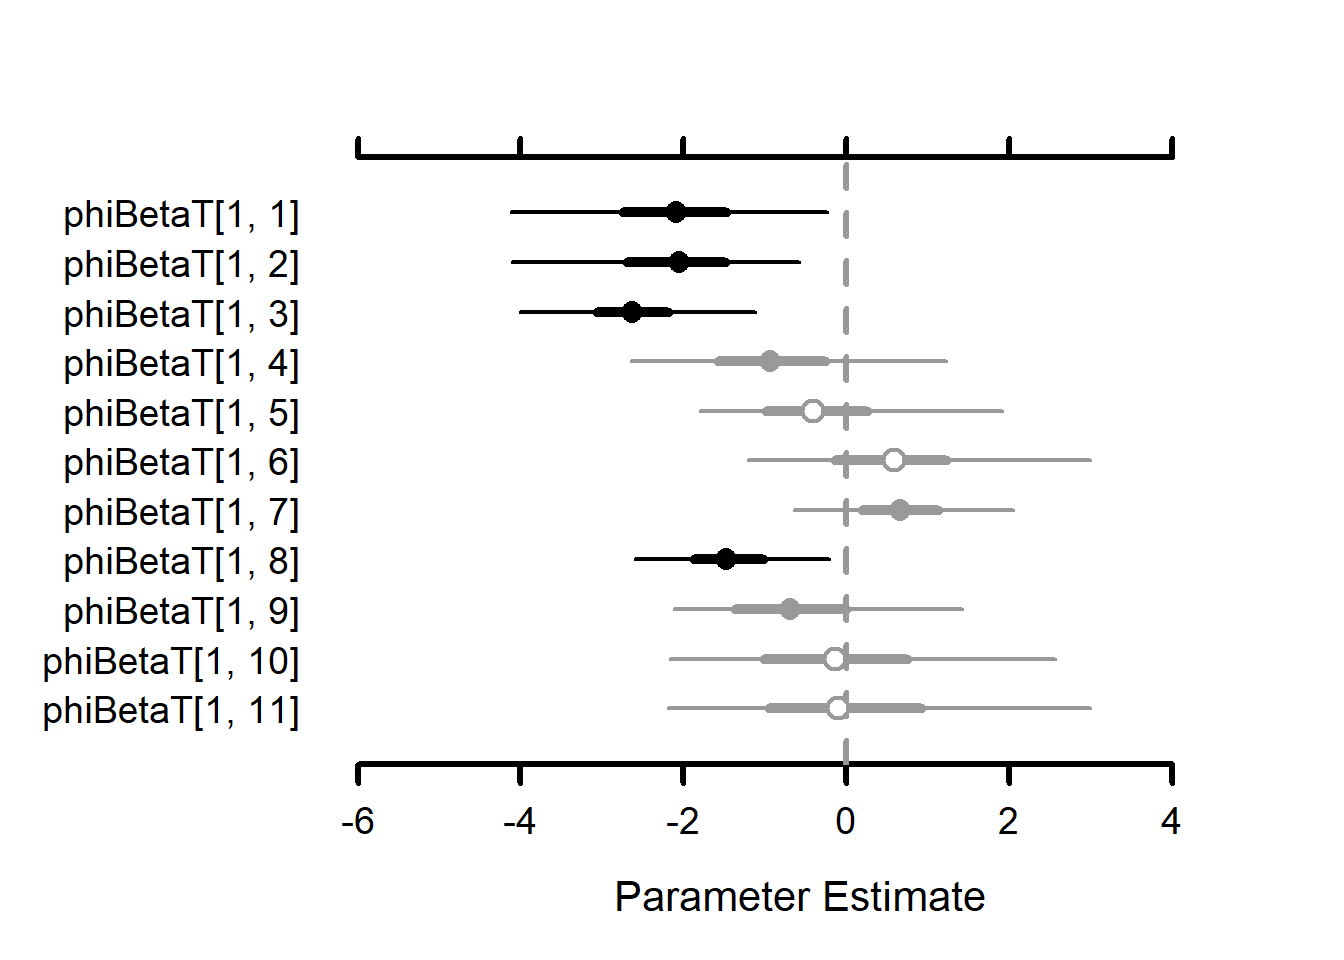 phiBetaT[1, 1]
phiBetaT[1, 2]
phiBetaT[1, 3]
phiBetaT[1, 4]
phiBetaT[1, 5]
phiBetaT[1, 6]
phiBetaT[1, 7]
phiBetaT[1, 8]
phiBetaT[1, 9]
phiBetaT[1, 10]
phiBetaT[1, 11]
-6 -4 -2 0 2 4
Parameter Estimate